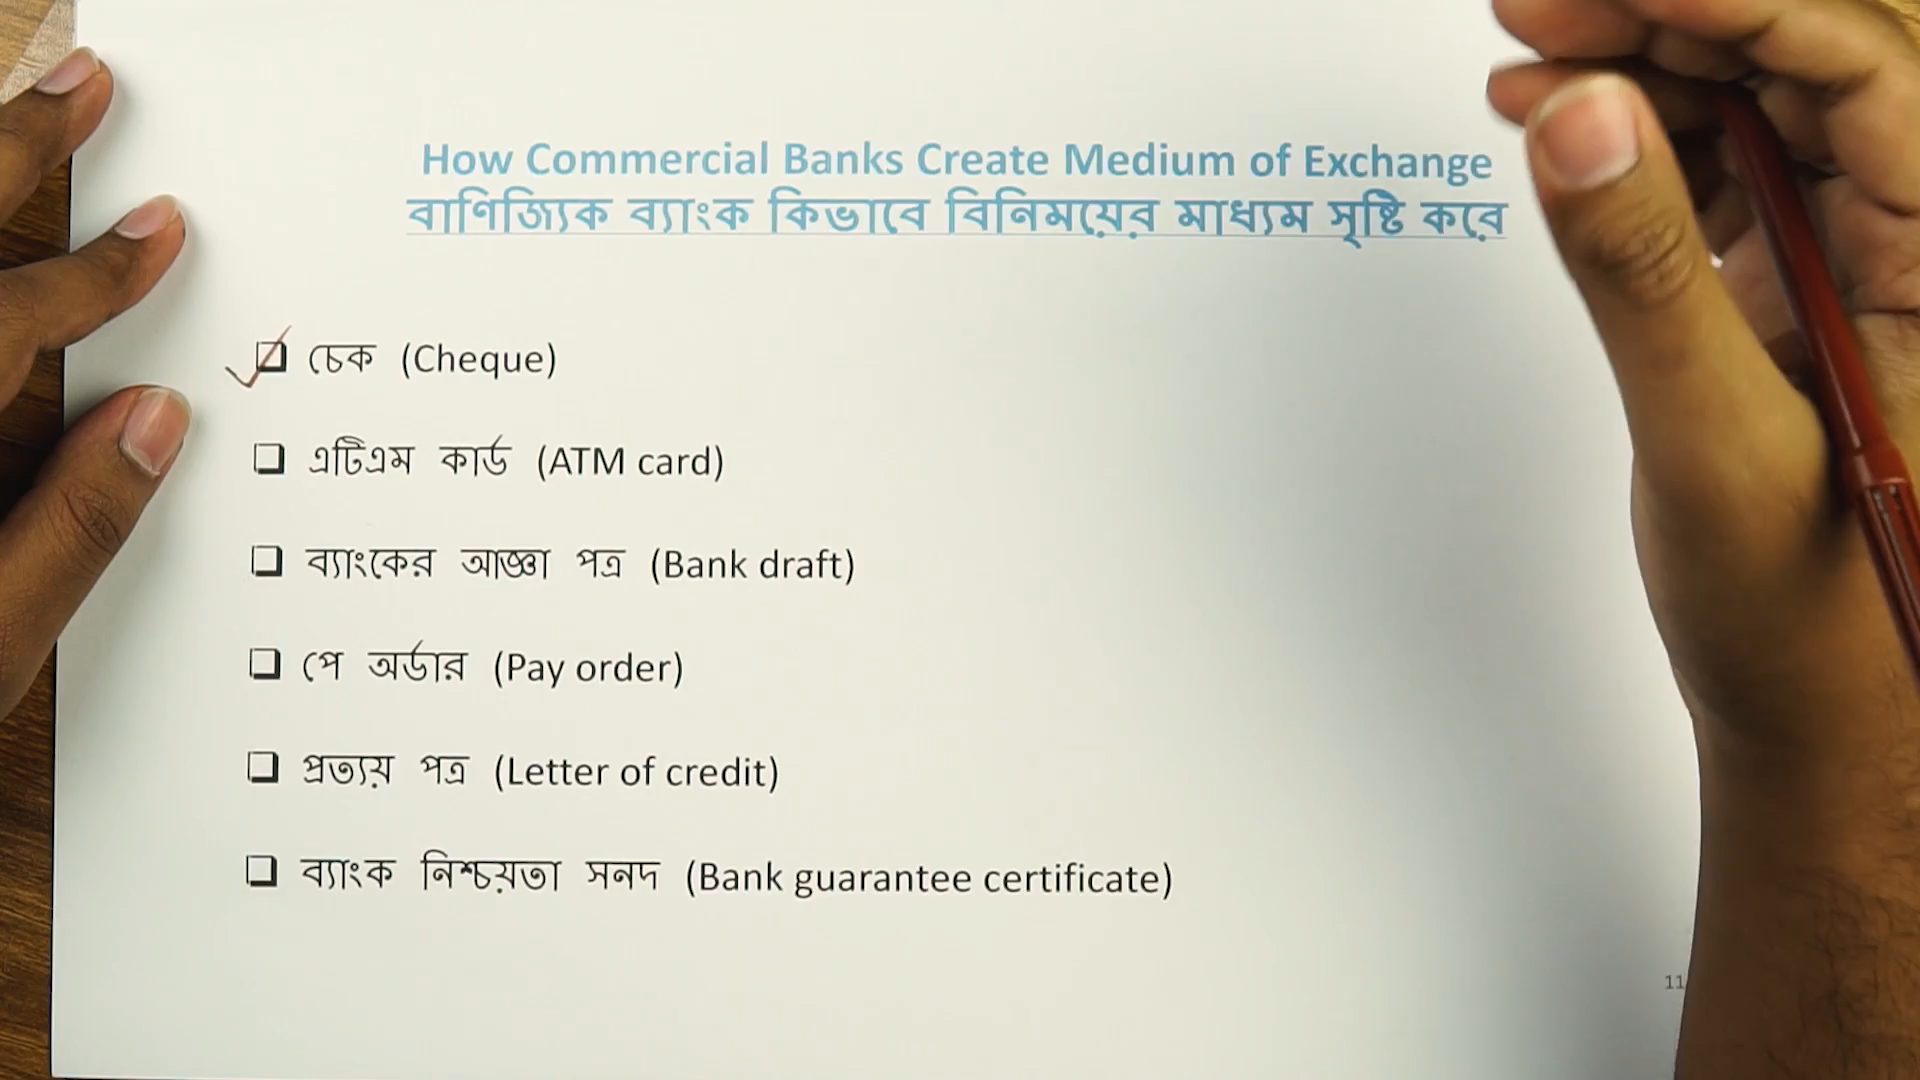 How Commercial Banks Create Medium of Exchange
বাণিজ্যিক ব্যাংক কিভাবে বিনিময়ের মাধ্যম সৃষ্টি করে
চেক (Cheque)
এটিএম কার্ড (ATM card)
ব্যাংকের আজ্ঞা পত্র (Bank draft)
পে অর্ডার (Pay order)
প্রত্যয় পত্র (Letter of credit)
ব্যাংক নিশ্চয়তা সনদ (Bank guarantee certificate)
11